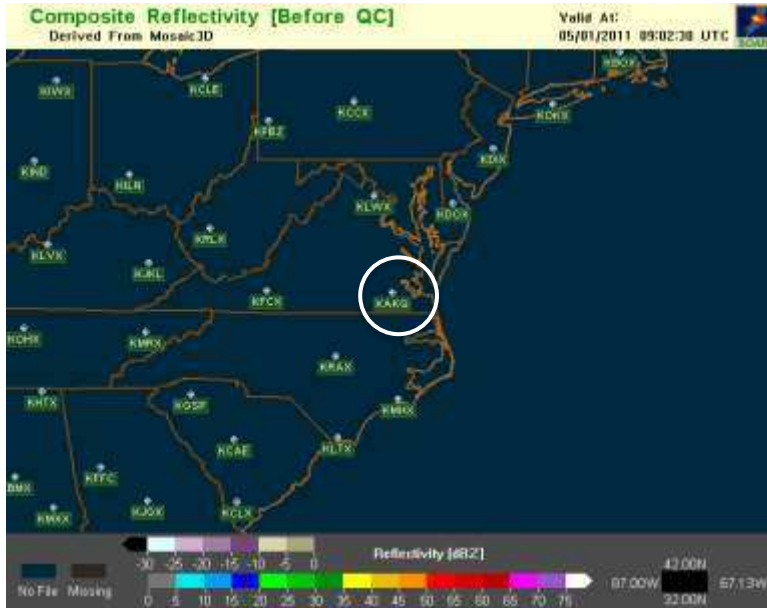 Composite Reflectivity [Before QC]
Derived From Mosaic3D
Valid At:
05/01/2011 09:02:38 UTC
KBOX
KIWX
KCLE
KCCX
KOKX
KPBZ
KDIX
KIND
KILN
KLWX
KDOX
KRLX
KLVX
KJKL
KFCX
KAKQ
KOHX
KMRX
KRAX
KHTX
KGSP
KMHX
KCAE
KLTX
KFFC
KJGX
KCLX
BMX
KMXX
-30 -25 -20 -15 -10 -5 0
Reflectivity [dBZ]
No File
Missing
0 5 10 15 20 25 30 35 40 45 50 55 60 65 70 75
42.00N
87.00W
67.13W
32.00N